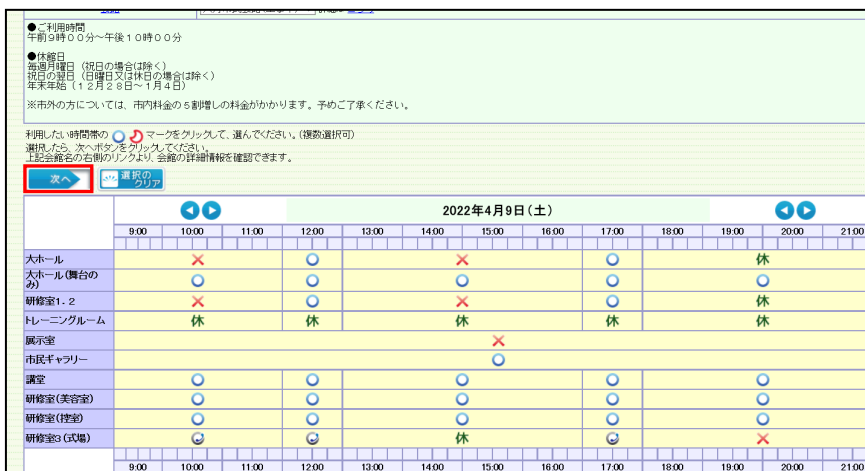 ●ご利用時間
午前9時00分～午後10時00分
●休館日
毎週月曜日（祝日の場合は除く）
祝日の翌日（日曜日又は休日の場合は除く）
年末年始（12月28日～1月4日）
※市外の方については、市内料金の5割増しの料金がかかります。予めご了承ください。
利用したい時間帯の マークをクリックして、選んでください。(複数選択可)
選択したら、次へボタンをクリックしてください。
上記会館名の右側のリンクより、会館の詳細情報を確認できます。
次へ 選択のクリア
2022年4月9日(土)
9:00 10:00 11:00 12:00 13:00 14:00 15:00 16:00 17:00 18:00 19:00 20:00 21:00
大ホール 休
大ホール(舞台の
み)
研修室1．2 休
トレーニングルーム 休 休 休 休 休
展示室
市民ギャラリー
講堂
研修室(美容室)
研修室(控室)
研修室3(式場) 休
9:00 10:00 11:00 12:00 13:00 14:00 15:00 16:00 17:00 18:00 19:00 20:00 21:00